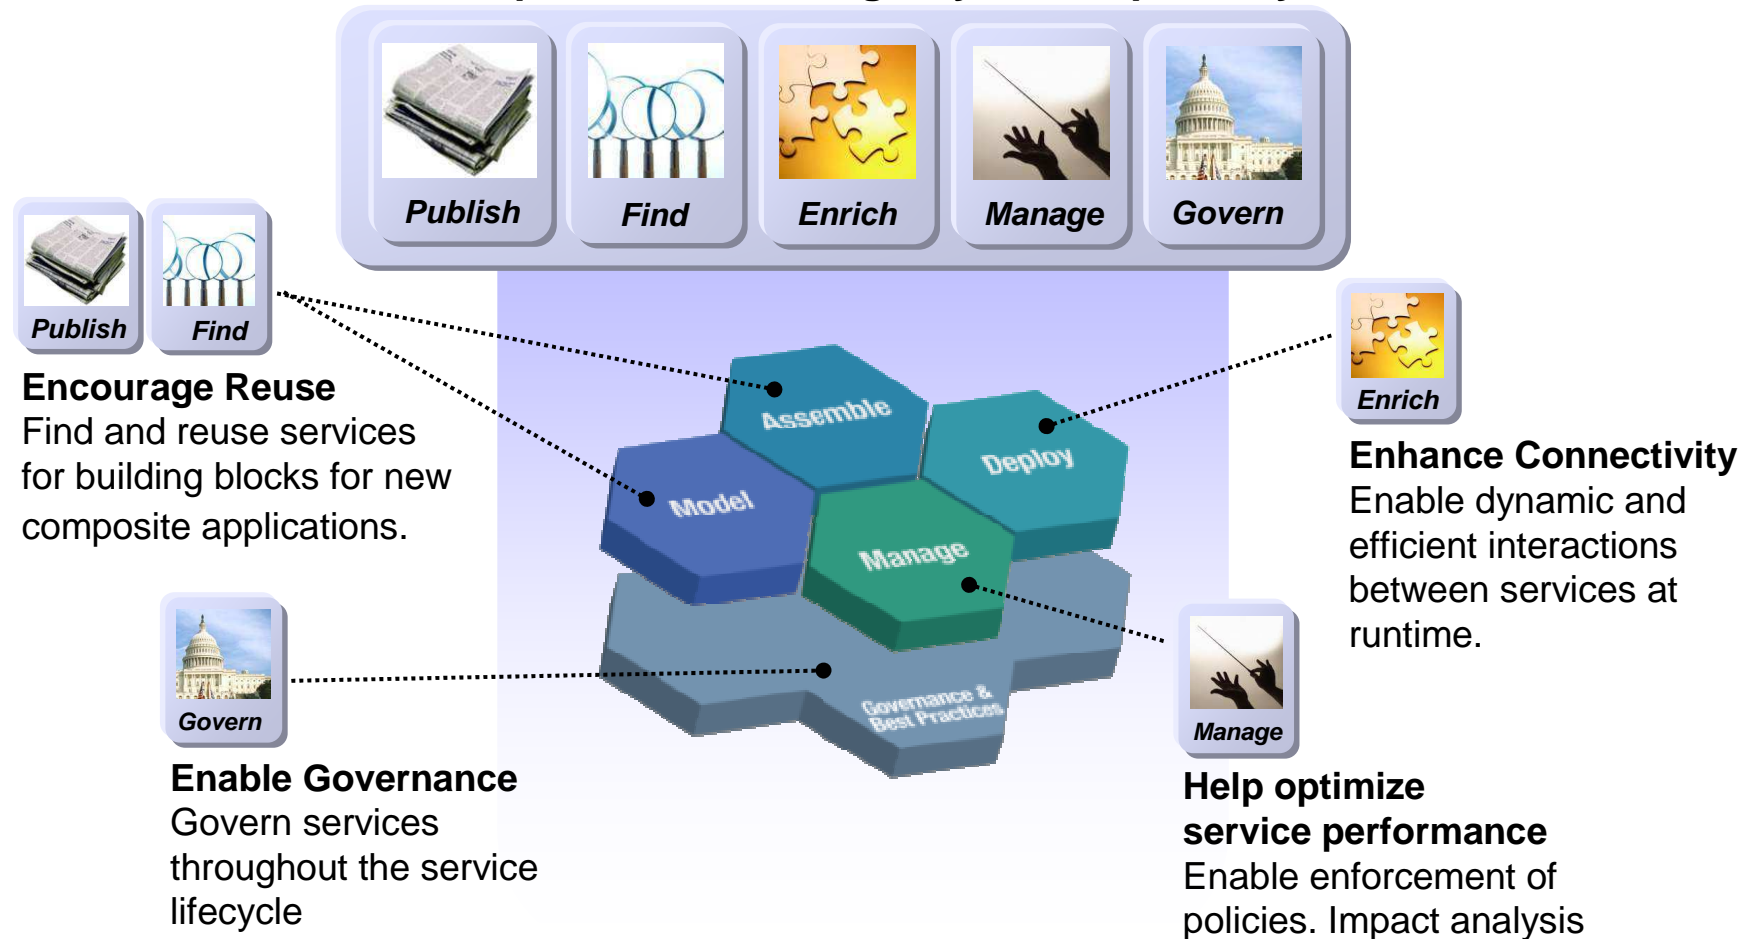 Publish
Find
Enrich
Manage
Govern
Publish
Find
Encourage Reuse
Find and reuse services
for building blocks for new
composite applications.
Assemble
Model
Deploy
Manage
Governance &
Best Practices
Enrich
Enhance Connectivity
Enable dynamic and
efficient interactions
between services at
runtime.
Govern
Enable Governance
Govern services
throughout the service
lifecycle
Manage
Help optimize
service performance
Enable enforcement of
policies. Impact analysis